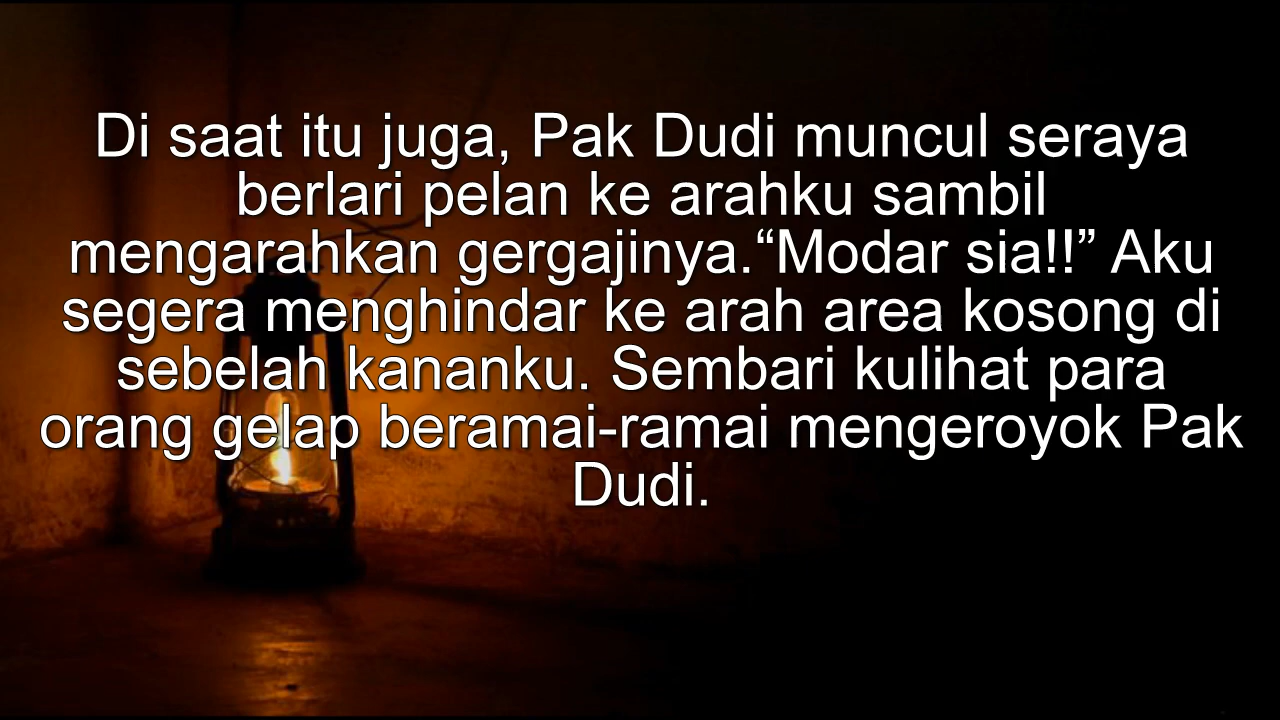 Di saat itu juga, Pak Dudi muncul seraya
berlari pelan ke arahku sambil
mengarahkan gergajinya.“Modar sia!!” Aku
segera menghindar ke arah area kosong di
sebelah kananku. Sembari kulihat para
orang gelap beramai-ramai mengeroyok Pak
Dudi.